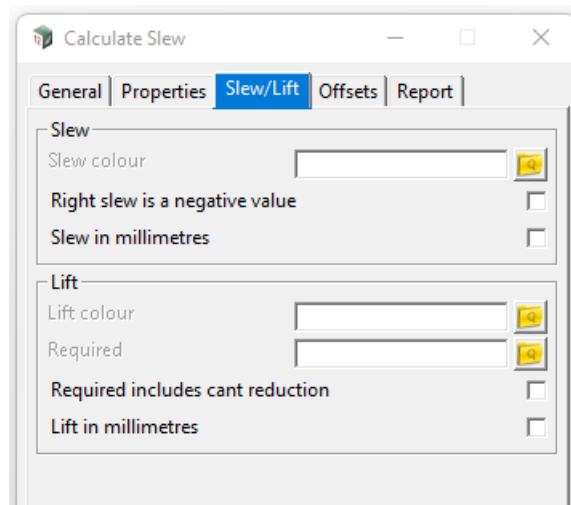 Calculate Slew
General Properties Slew/Lift Offsets Report
Slew
Slew colour
Right slew is a negative value
Slew in millimetres
Lift
Lift colour
Required
Required includes cant reduction
Lift in millimetres